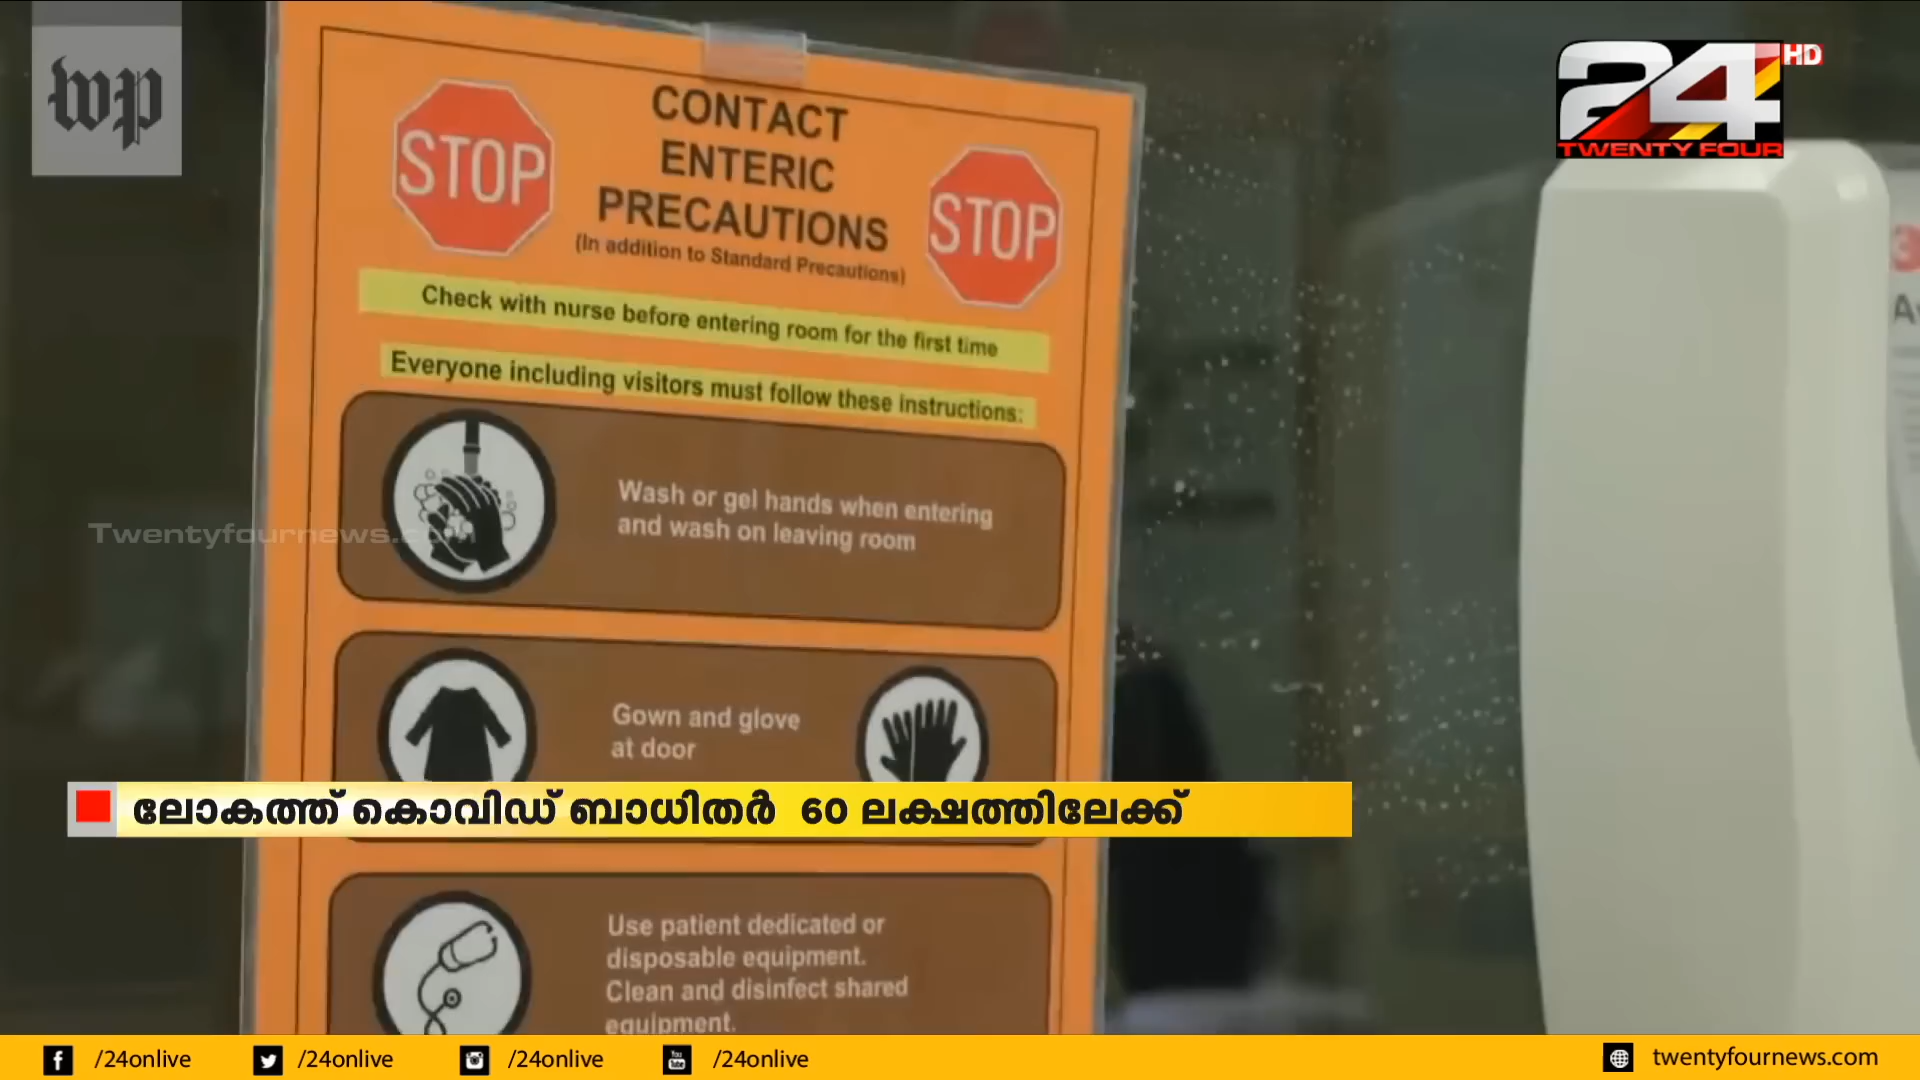 wp
24 HD
TWENTY FOUR
STOP
CONTACT
ENTERIC
PRECAUTIONS
STOP
(In addition to Standard Precautions)
Check with nurse before entering room for the first time
Everyone including visitors must follow these instructions:
Wash or gel hands when entering
and wash on leaving room
Twentyfournews.com
Gown and glove
at door
ലോകത്ത് കൊവിഡ് ബാധിതർ 60 ലക്ഷത്തിലേക്ക്
Use patient dedicated or
disposable equipment.
Clean and disinfect shared
equipment.
/24onlive
/24onlive
/24onlive
You Tube
/24onlive
twentyfournews.com